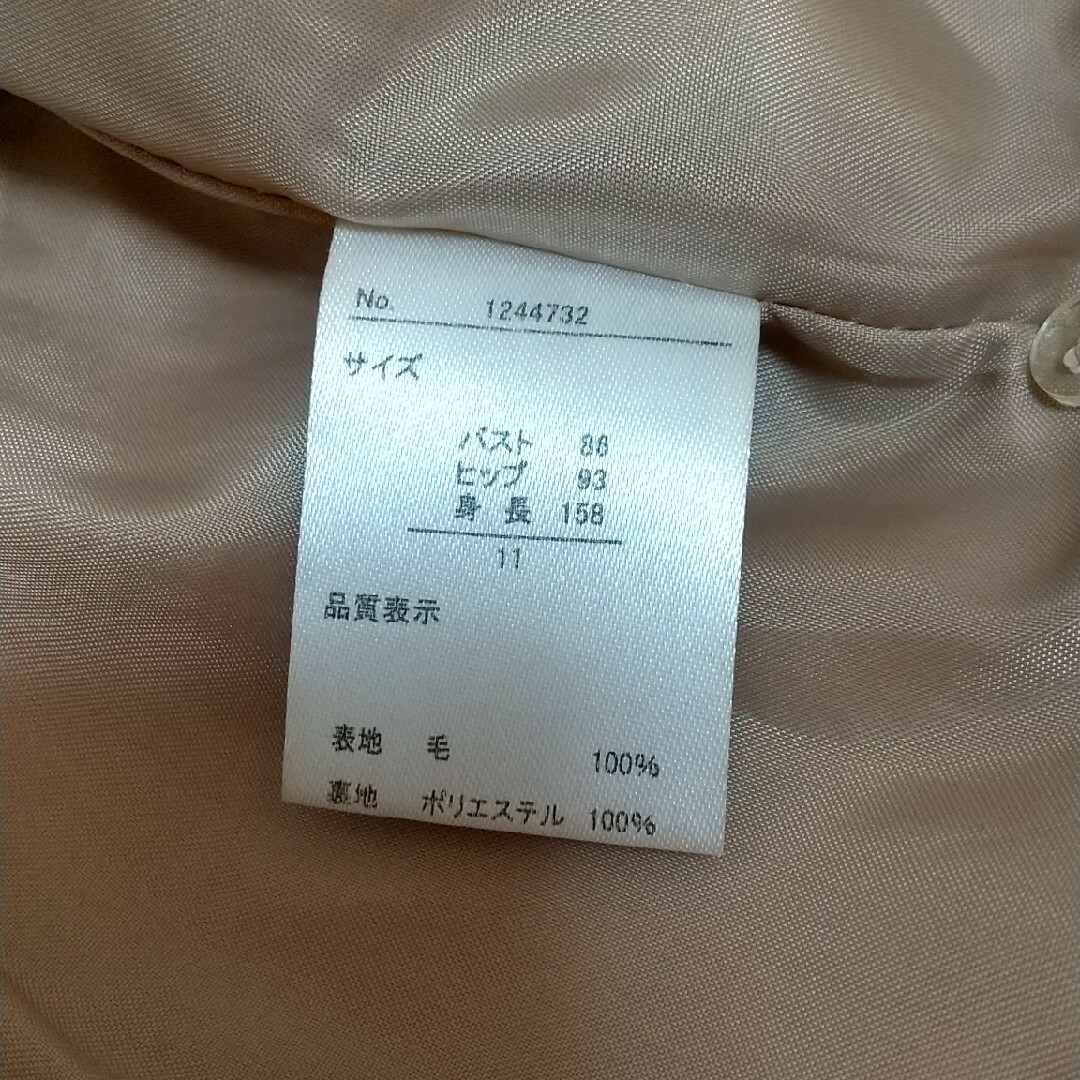 No. 1244732
サイズ
バスト 86
ヒップ 93
身長 158
11
品質表示
表地 毛 100%
裏地 ポリエステル 100%